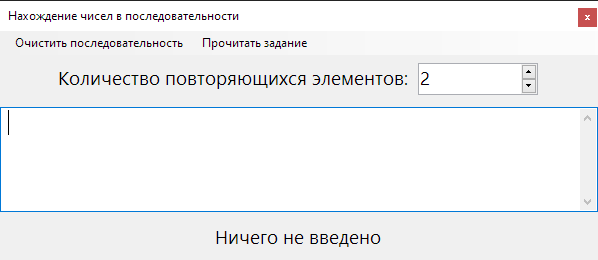 Нахождение чисел в последовательности
Очистить последовательность Прочитать задание
Количество повторяющихся элементов: 2
Ничего не введено